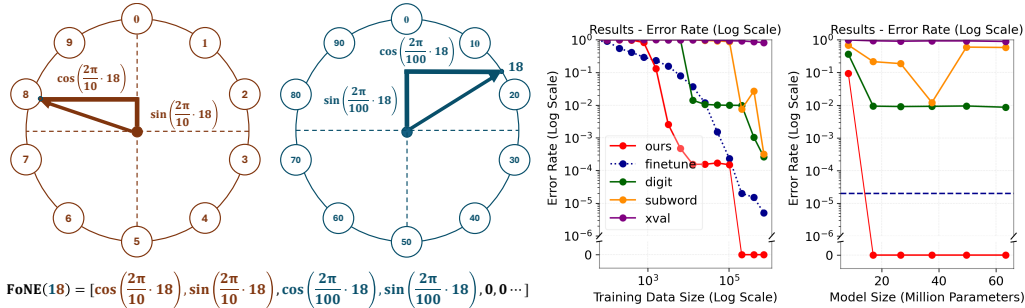 0
1
2
3
4
5
6
7
8
9
cos(2π/10 · 18)
sin(2π/10 · 18)
0
10
18
20
30
40
50
60
70
80
90
cos(2π/100 · 18)
sin(2π/100 · 18)
FoNE(18) = [cos(2π/10 · 18), sin(2π/10 · 18), cos(2π/100 · 18), sin(2π/100 · 18), 0, 0 ⋯ ]
Results - Error Rate (Log Scale)
Error Rate (Log Scale)
10⁰
10⁻¹
10⁻²
10⁻³
10⁻⁴
10⁻⁵
10⁻⁶
0
ours
finetune
digit
subword
xval
10³
10⁵
Training Data Size (Log Scale)
Results - Error Rate (Log Scale)
Error Rate (Log Scale)
10⁰
10⁻¹
10⁻²
10⁻³
10⁻⁴
10⁻⁵
10⁻⁶
0
20
40
60
Model Size (Million Parameters)